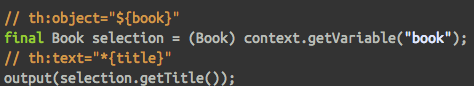 // th:object="${book}"
final Book selection = (Book) context.getVariable("book");
// th:text="*{title}"
output(selection.getTitle());